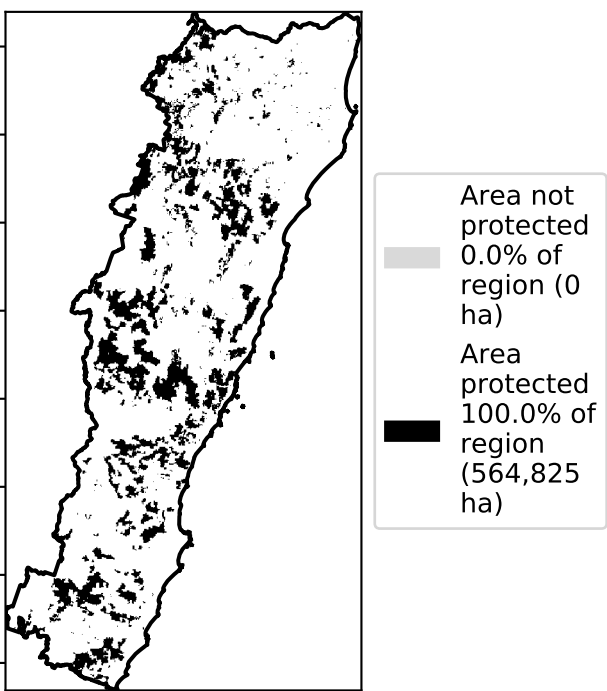 Area not
protected
0.0% of
region (0
ha)
Area
protected
100.0% of
region
(564,825
ha)